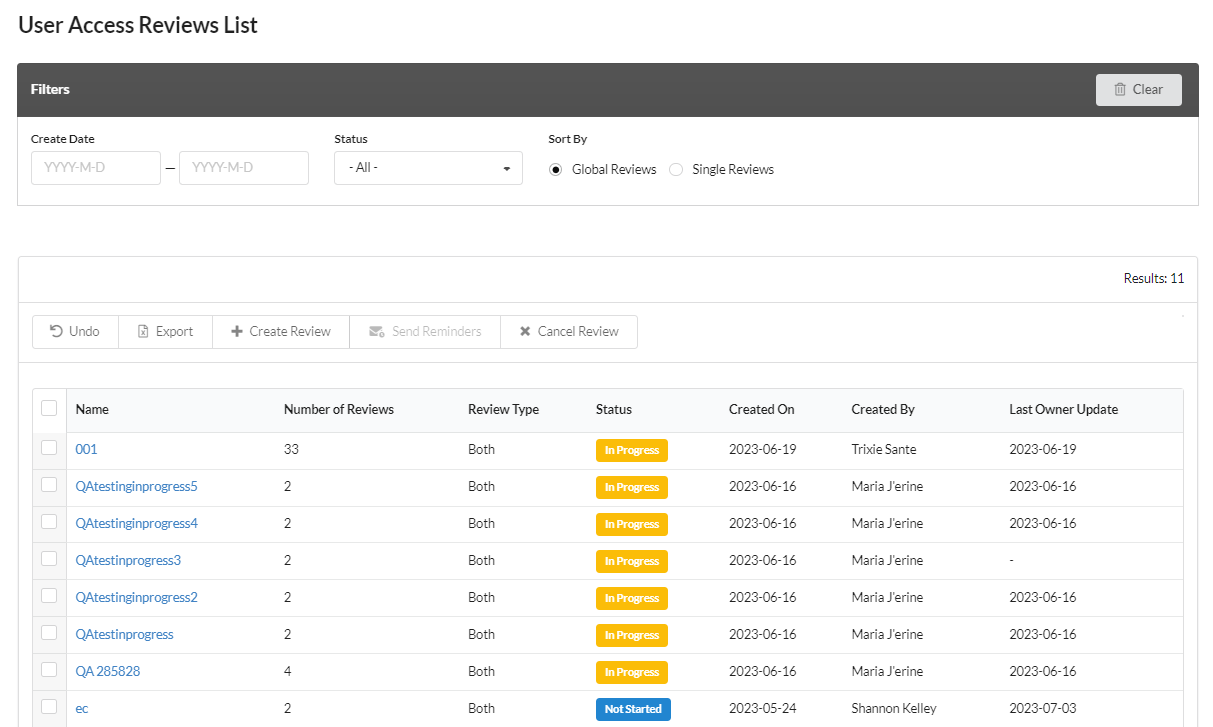 User Access Reviews List
Filters Clear
Create Date Status Sort By
YYYY-M-D — YYYY-M-D - All - Global Reviews Single Reviews
Results: 11
Undo Export Create Review Send Reminders Cancel Review
Name Number of Reviews Review Type Status Created On Created By Last Owner Update
001 33 Both In Progress 2023-06-19 Trixie Sante 2023-06-19
QAtestinginprogress5 2 Both In Progress 2023-06-16 Maria J'erine 2023-06-16
QAtestinginprogress4 2 Both In Progress 2023-06-16 Maria J'erine 2023-06-16
QAtestinprogress3 2 Both In Progress 2023-06-16 Maria J'erine -
QAtestinginprogress2 2 Both In Progress 2023-06-16 Maria J'erine 2023-06-16
QAtestinprogress 2 Both In Progress 2023-06-16 Maria J'erine 2023-06-16
QA 285828 4 Both In Progress 2023-06-16 Maria J'erine 2023-06-16
ec 2 Both Not Started 2023-05-24 Shannon Kelley 2023-07-03